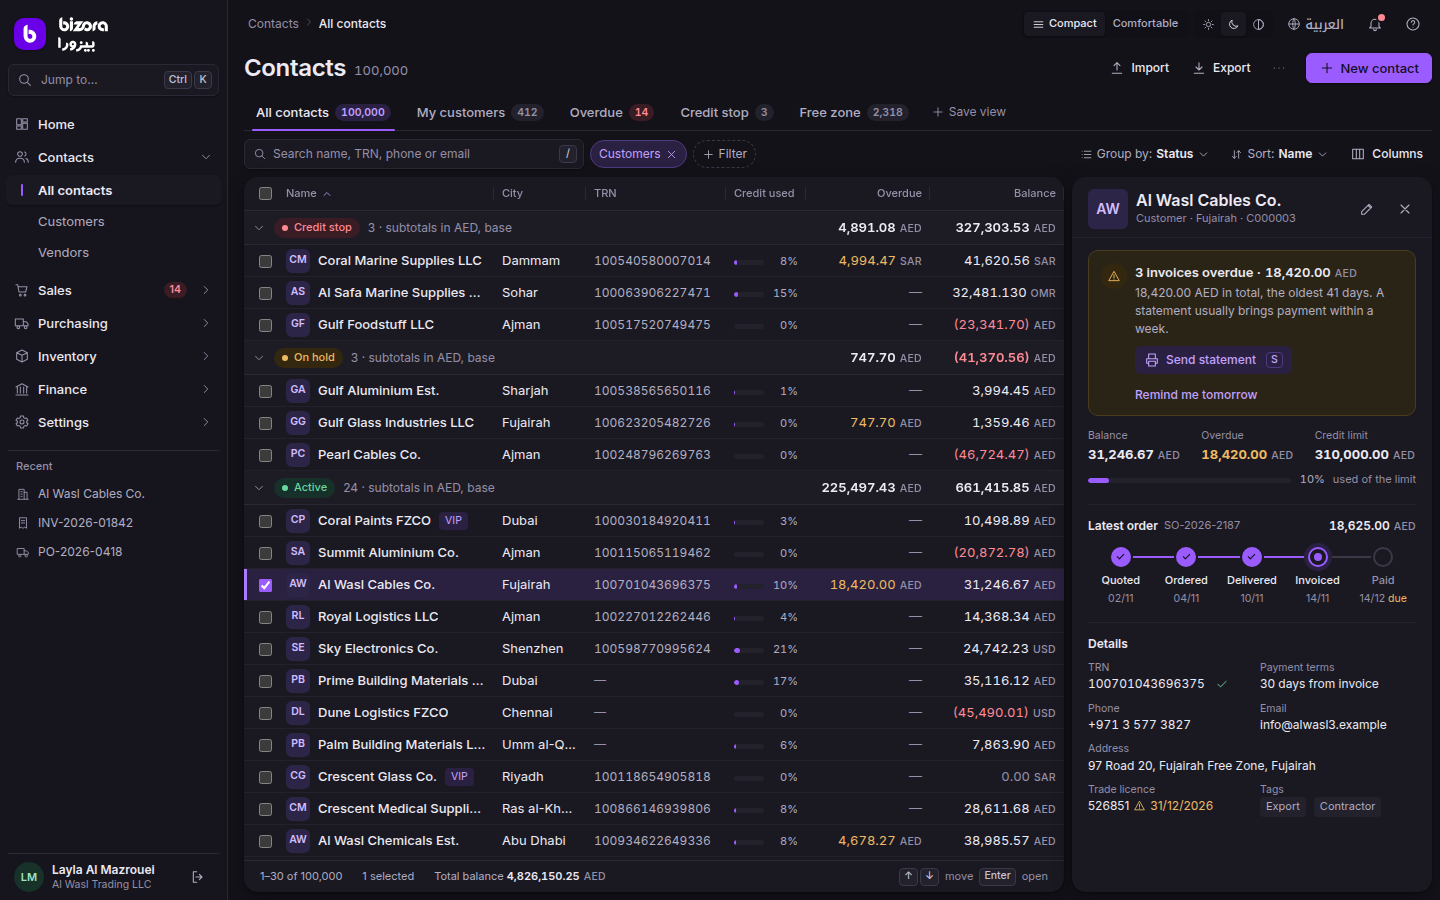 bizora
بيزورا
Jump to... Ctrl K
Home
Contacts
All contacts
Customers
Vendors
Sales 14
Purchasing
Inventory
Finance
Settings
Recent
Al Wasl Cables Co.
INV-2026-01842
PO-2026-0418
LM Layla Al Mazrouei
Al Wasl Trading LLC
Contacts All contacts
Compact Comfortable العربية
Contacts 100,000
Import Export ... New contact
All contacts 100,000 My customers 412 Overdue 14 Credit stop 3 Free zone 2,318 Save view
Search name, TRN, phone or email / Customers Filter
Group by: Status Sort: Name Columns
Name City TRN Credit used Overdue Balance
Credit stop 3 · subtotals in AED, base 4,891.08 AED 327,303.53 AED
CM Coral Marine Supplies LLC Dammam 100540580007014 8% 4,994.47 SAR 41,620.56 SAR
AS Al Safa Marine Supplies ... Sohar 100063906227471 15% — 32,481.130 OMR
GF Gulf Foodstuff LLC Ajman 100517520749475 0% — (23,341.70) AED
On hold 3 · subtotals in AED, base 747.70 AED (41,370.56) AED
GA Gulf Aluminium Est. Sharjah 100538565650116 1% — 3,994.45 AED
GG Gulf Glass Industries LLC Fujairah 100623205482726 0% 747.70 AED 1,359.46 AED
PC Pearl Cables Co. Ajman 100248796269763 0% — (46,724.47) AED
Active 24 · subtotals in AED, base 225,497.43 AED 661,415.85 AED
CP Coral Paints FZCO VIP Dubai 100030184920411 3% — 10,498.89 AED
SA Summit Aluminium Co. Ajman 100115065119462 0% — (20,872.78) AED
AW Al Wasl Cables Co. Fujairah 100701043696375 10% 18,420.00 AED 31,246.67 AED
RL Royal Logistics LLC Ajman 100227012262446 4% — 14,368.34 AED
SE Sky Electronics Co. Shenzhen 100598770995624 21% — 24,742.23 USD
PB Prime Building Materials ... Dubai — 17% — 35,116.12 AED
DL Dune Logistics FZCO Chennai — 0% — (45,490.01) USD
PB Palm Building Materials L... Umm al-Q... — 6% — 7,863.90 AED
CG Crescent Glass Co. VIP Riyadh 100118654905818 0% — 0.00 SAR
CM Crescent Medical Suppli... Ras al-Kh... 100866146939806 8% — 28,611.68 AED
AW Al Wasl Chemicals Est. Abu Dhabi 100934622649336 8% 4,678.27 AED 38,985.57 AED
1–30 of 100,000 1 selected Total balance 4,826,150.25 AED ↑ ↓ move Enter open
AW Al Wasl Cables Co.
Customer · Fujairah · C000003
3 invoices overdue · 18,420.00 AED
18,420.00 AED in total, the oldest 41 days. A
statement usually brings payment within a
week.
Send statement S
Remind me tomorrow
Balance Overdue Credit limit
31,246.67 AED 18,420.00 AED 310,000.00 AED
10% used of the limit
Latest order SO-2026-2187 18,625.00 AED
Quoted Ordered Delivered Invoiced Paid
02/11 04/11 10/11 14/11 14/12 due
Details
TRN Payment terms
100701043696375 30 days from invoice
Phone Email
+971 3 577 3827 info@alwasl3.example
Address
97 Road 20, Fujairah Free Zone, Fujairah
Trade licence Tags
526851 31/12/2026 Export Contractor